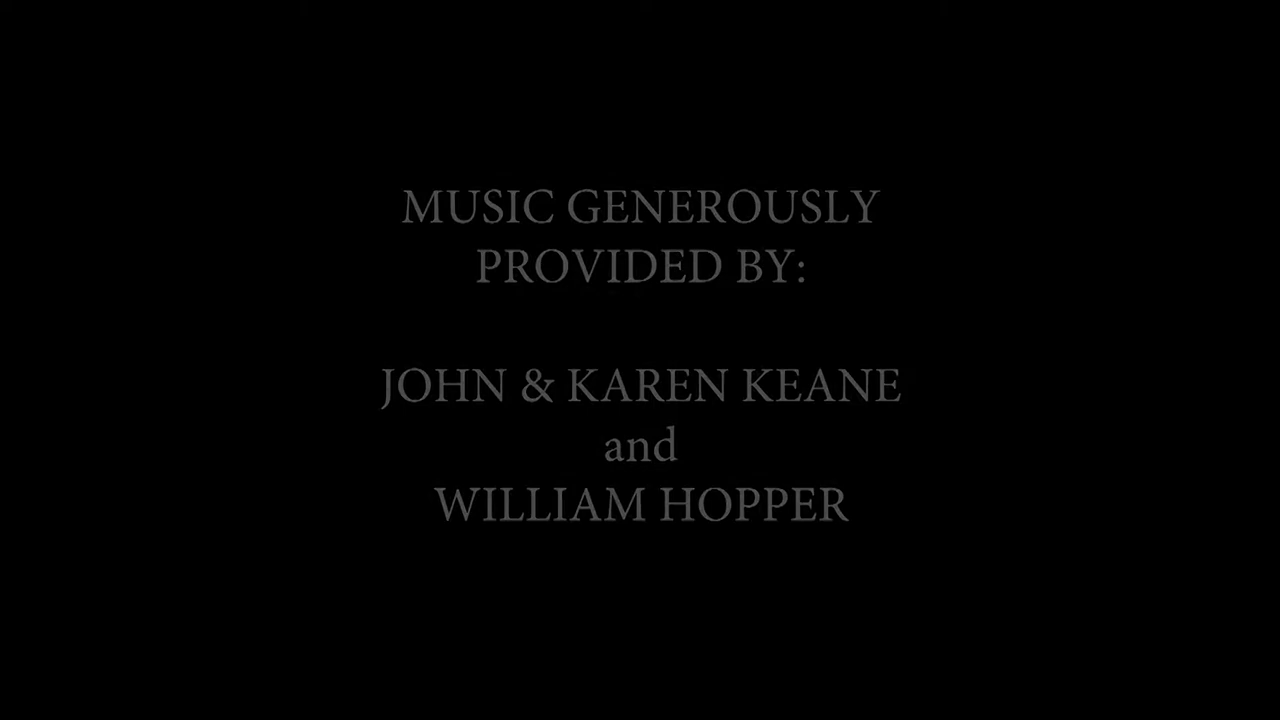 MUSIC GENEROUSLY
PROVIDED BY:
JOHN & KAREN KEANE
and
WILLIAM HOPPER